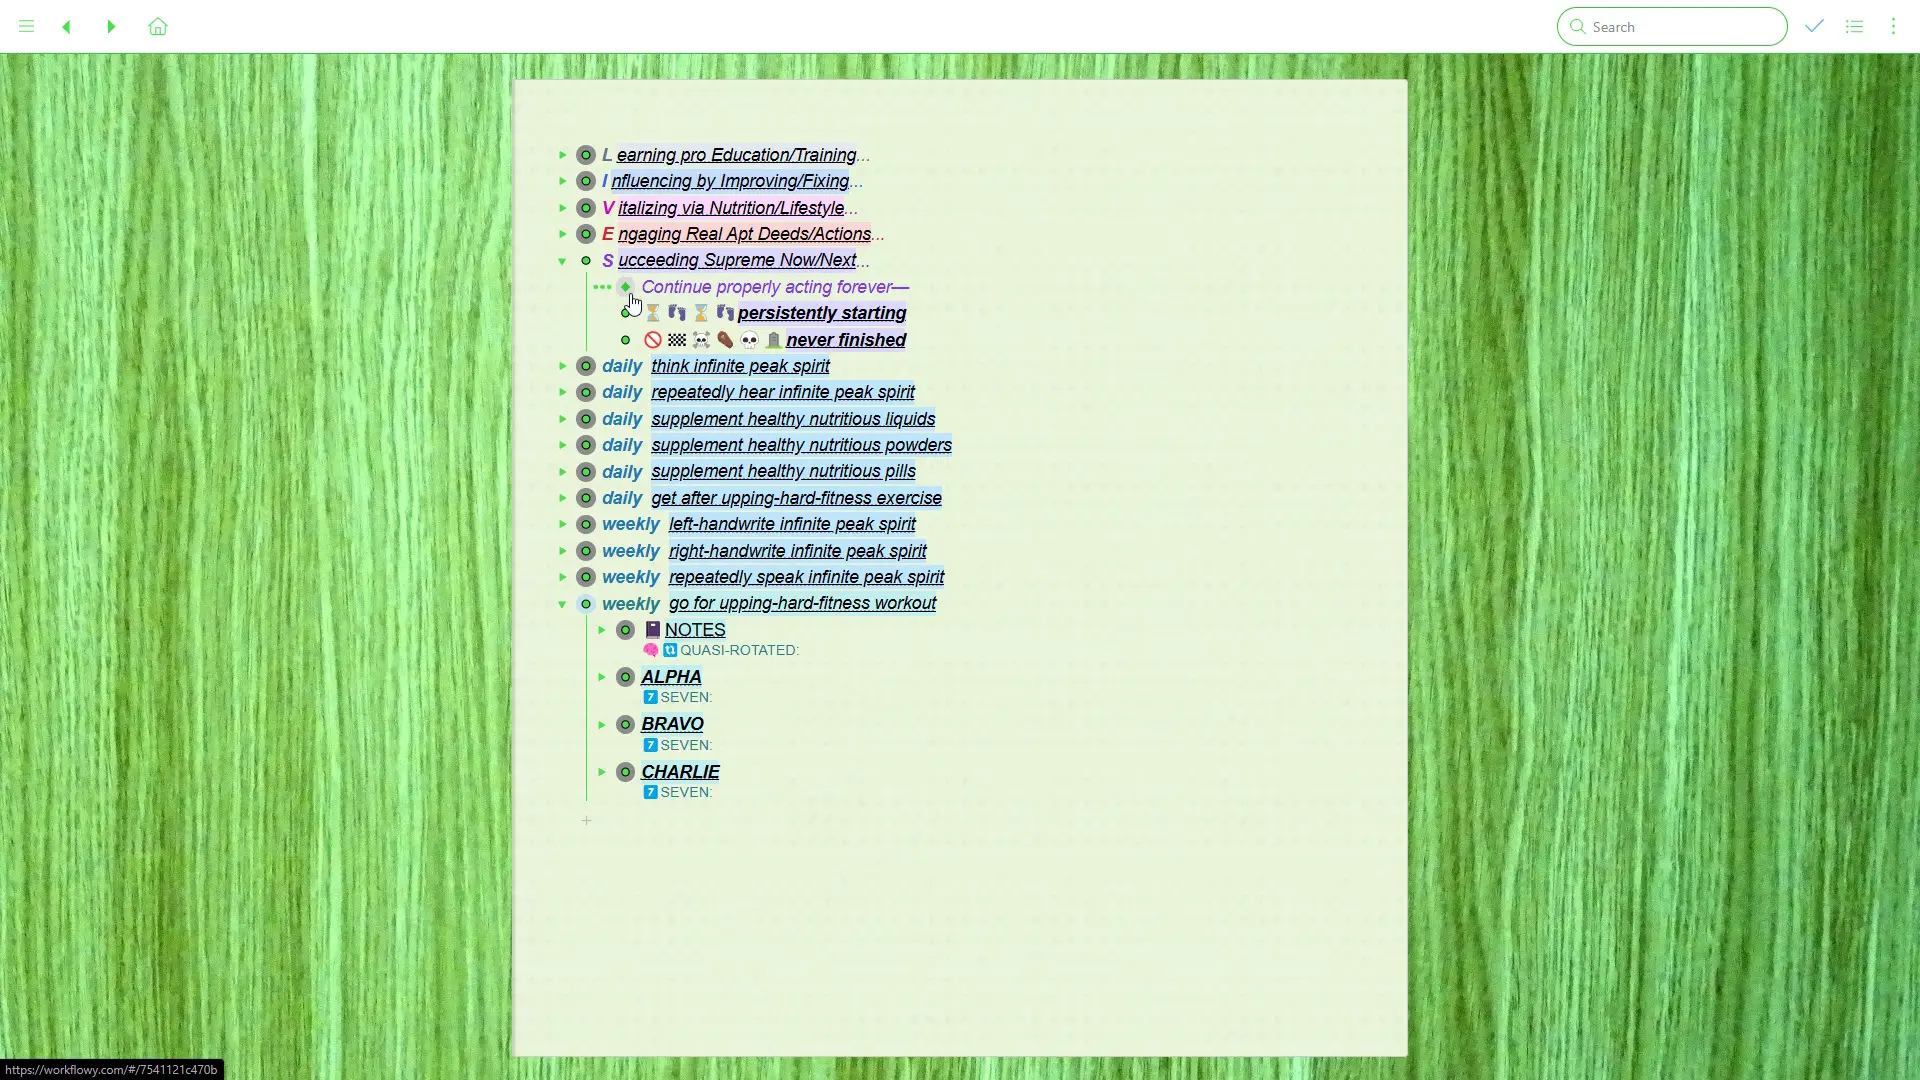 Search
L earning pro Education/Training...
I nfluencing by Improving/Fixing...
V italizing via Nutrition/Lifestyle...
E ngaging Real Apt Deeds/Actions...
S ucceeding Supreme Now/Next...
Continue properly acting forever—
⏳👣⏳👣persistently starting
🚫🏁☠️⚰️💀🪦never finished
daily think infinite peak spirit
daily repeatedly hear infinite peak spirit
daily supplement healthy nutritious liquids
daily supplement healthy nutritious powders
daily supplement healthy nutritious pills
daily get after upping-hard-fitness exercise
weekly left-handwrite infinite peak spirit
weekly right-handwrite infinite peak spirit
weekly repeatedly speak infinite peak spirit
weekly go for upping-hard-fitness workout
📓NOTES
🧠🔃QUASI-ROTATED:
ALPHA
7️⃣SEVEN:
BRAVO
7️⃣SEVEN:
CHARLIE
7️⃣SEVEN:
https://workflowy.com/#/7541121c470b